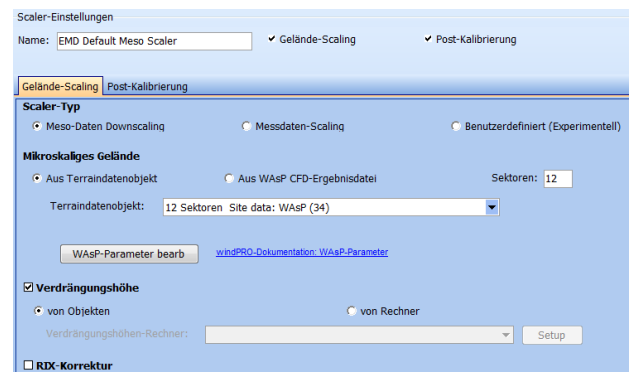 Scaler-Einstellungen
Name: EMD Default Meso Scaler Gelände-Scaling Post-Kalibrierung
Gelände-Scaling Post-Kalibrierung
Scaler-Typ
Meso-Daten Downscaling Messdaten-Scaling Benutzerdefiniert (Experimentell)
Mikroskaliges Gelände
Aus Terraindatenobjekt Aus WAsP CFD-Ergebnisdatei Sektoren: 12
Terraindatenobjekt: 12 Sektoren Site data: WAsP (34)
WAsP-Parameter bearb windPRO-Dokumentation: WAsP-Parameter
Verdrängungshöhe
von Objekten von Rechner
Verdrängungshöhen-Rechner: Setup
RIX-Korrektur